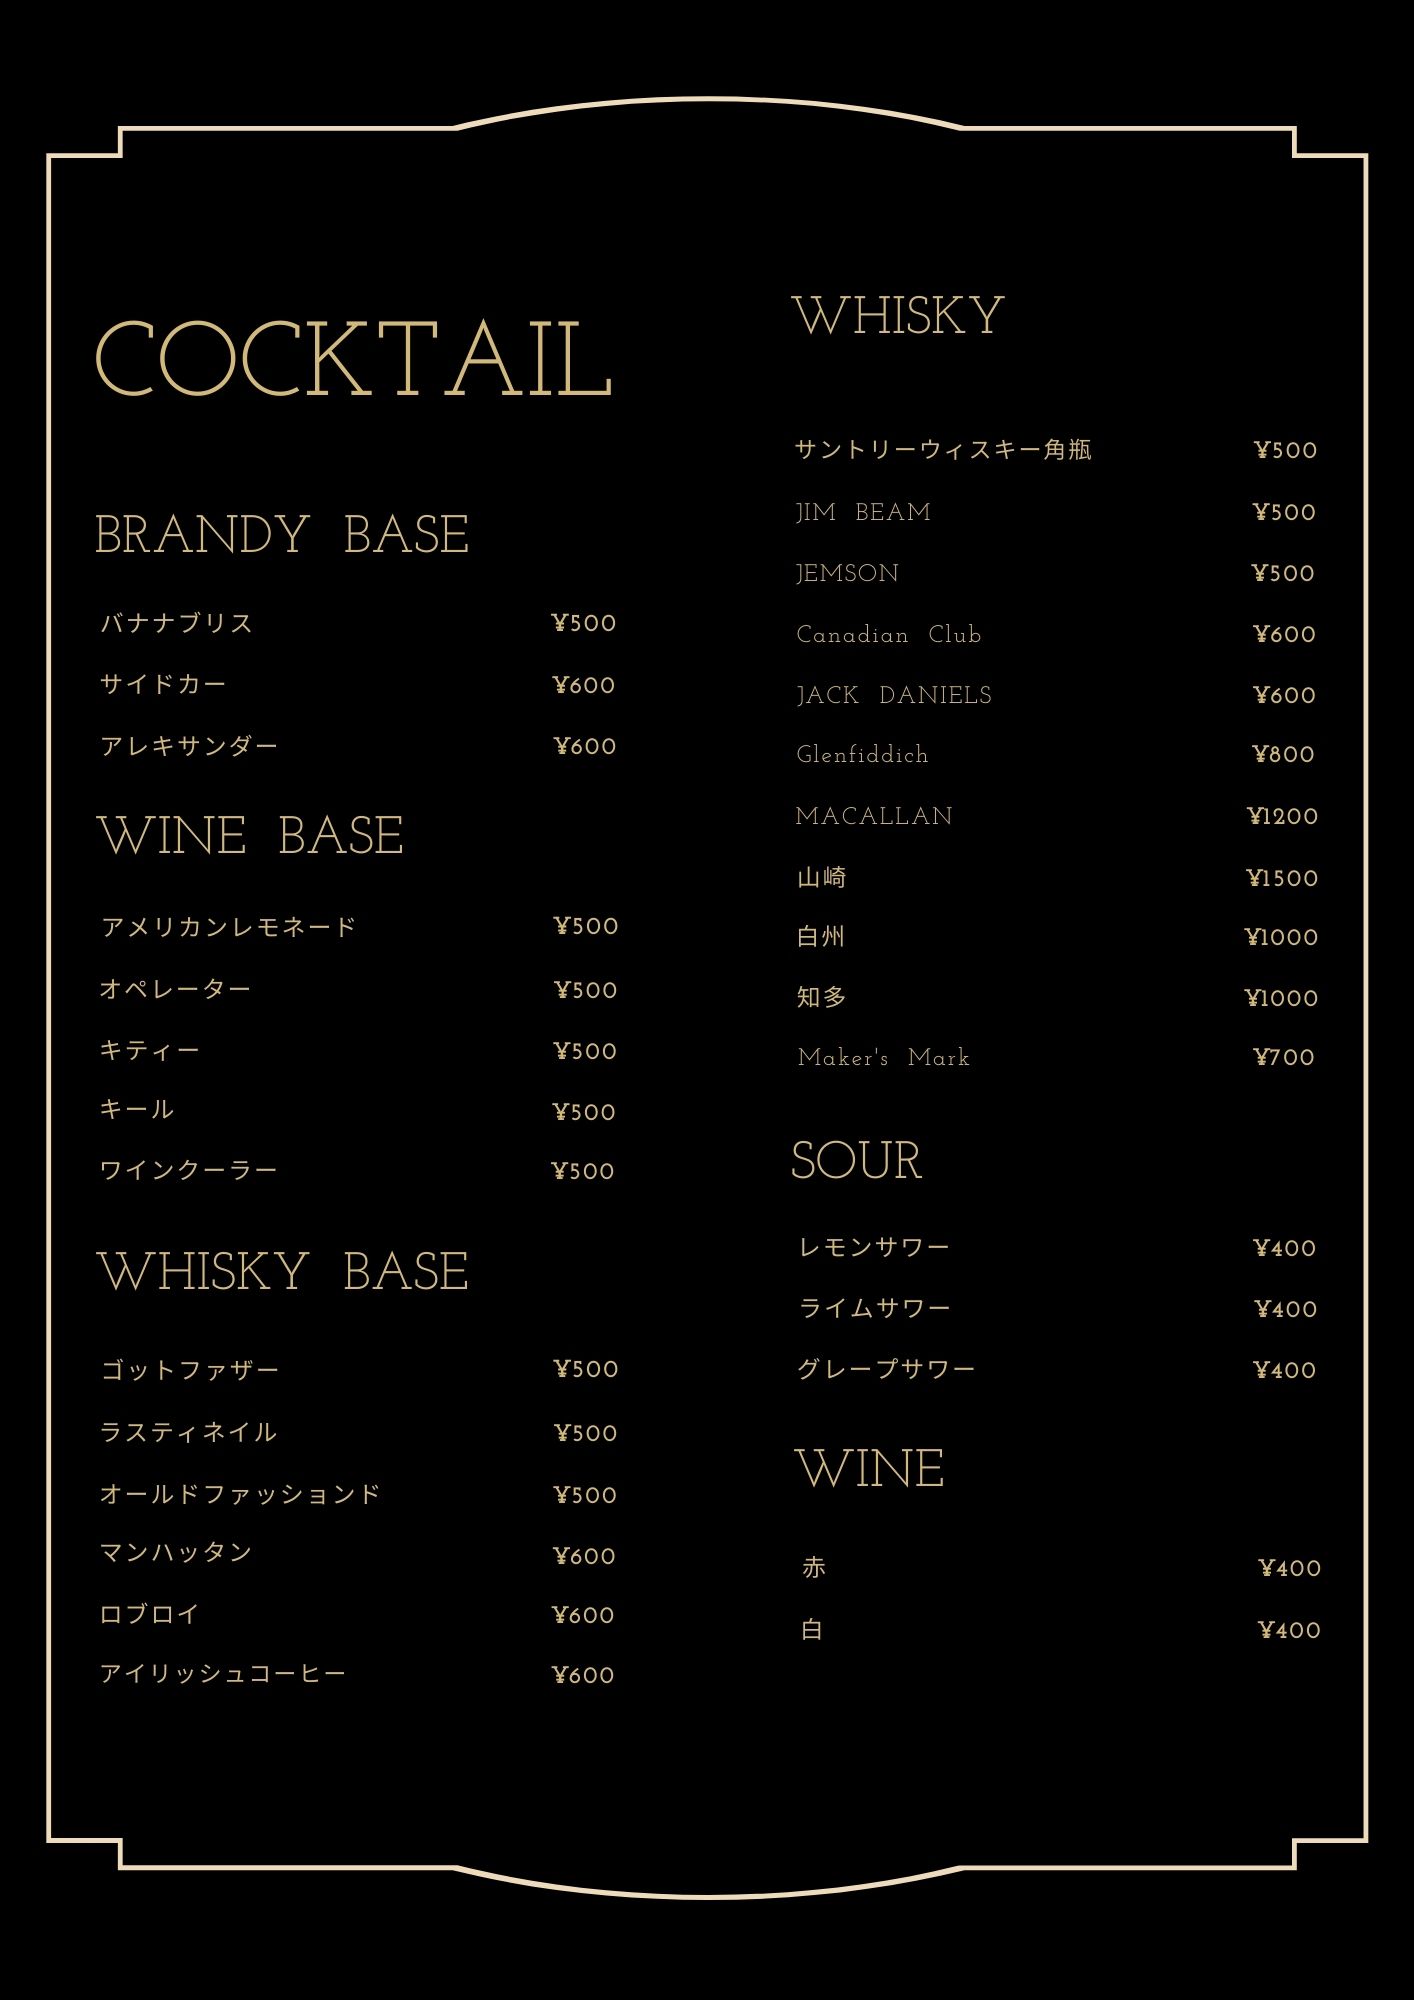 COCKTAIL
BRANDY BASE
バナナブリス ¥500
サイドカー ¥600
アレキサンダー ¥600
WINE BASE
アメリカンレモネード ¥500
オペレーター ¥500
キティー ¥500
キール ¥500
ワインクーラー ¥500
WHISKY BASE
ゴットファザー ¥500
ラスティネイル ¥500
オールドファッションド ¥500
マンハッタン ¥600
ロブロイ ¥600
アイリッシュコーヒー ¥600
WHISKY
サントリーウィスキー角瓶 ¥500
JIM BEAM ¥500
JEMSON ¥500
Canadian Club ¥600
JACK DANIELS ¥600
Glenfiddich ¥800
MACALLAN ¥1200
山崎 ¥1500
白州 ¥1000
知多 ¥1000
Maker's Mark ¥700
SOUR
レモンサワー ¥400
ライムサワー ¥400
グレープサワー ¥400
WINE
赤 ¥400
白 ¥400